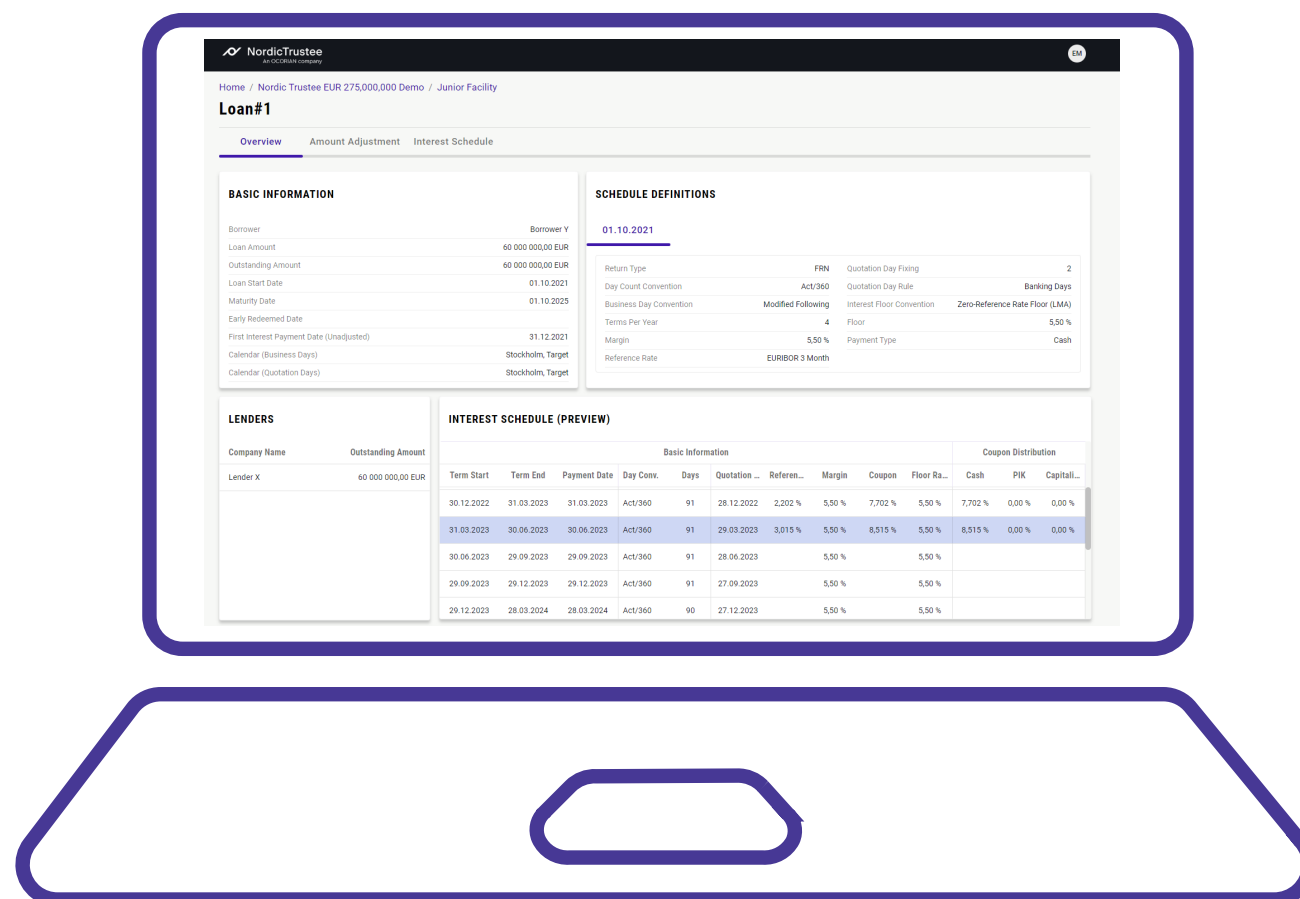 NordicTrustee
An OCORIAN company
EM
Home / Nordic Trustee EUR 275,000,000 Demo / Junior Facility
Loan#1
Overview Amount Adjustment Interest Schedule
BASIC INFORMATION
Borrower Borrower Y
Loan Amount 60 000 000,00 EUR
Outstanding Amount 60 000 000,00 EUR
Loan Start Date 01.10.2021
Maturity Date 01.10.2025
Early Redeemed Date
First Interest Payment Date (Unadjusted) 31.12.2021
Calendar (Business Days) Stockholm, Target
Calendar (Quotation Days) Stockholm, Target
SCHEDULE DEFINITIONS
01.10.2021
Return Type FRN Quotation Day Fixing 2
Day Count Convention Act/360 Quotation Day Rule Banking Days
Business Day Convention Modified Following Interest Floor Convention Zero-Reference Rate Floor (LMA)
Terms Per Year 4 Floor 5,50 %
Margin 5,50 % Payment Type Cash
Reference Rate EURIBOR 3 Month
LENDERS
Company Name Outstanding Amount
Lender X 60 000 000,00 EUR
INTEREST SCHEDULE (PREVIEW)
Basic Information Coupon Distribution
Term Start Term End Payment Date Day Conv. Days Quotation ... Referen... Margin Coupon Floor Ra... Cash PIK Capitali...
30.12.2022 31.03.2023 31.03.2023 Act/360 91 28.12.2022 2,202 % 5,50 % 7,702 % 5,50 % 7,702 % 0,00 % 0,00 %
31.03.2023 30.06.2023 30.06.2023 Act/360 91 29.03.2023 3,015 % 5,50 % 8,515 % 5,50 % 8,515 % 0,00 % 0,00 %
30.06.2023 29.09.2023 29.09.2023 Act/360 91 28.06.2023 5,50 % 5,50 %
29.09.2023 29.12.2023 29.12.2023 Act/360 91 27.09.2023 5,50 % 5,50 %
29.12.2023 28.03.2024 28.03.2024 Act/360 90 27.12.2023 5,50 % 5,50 %